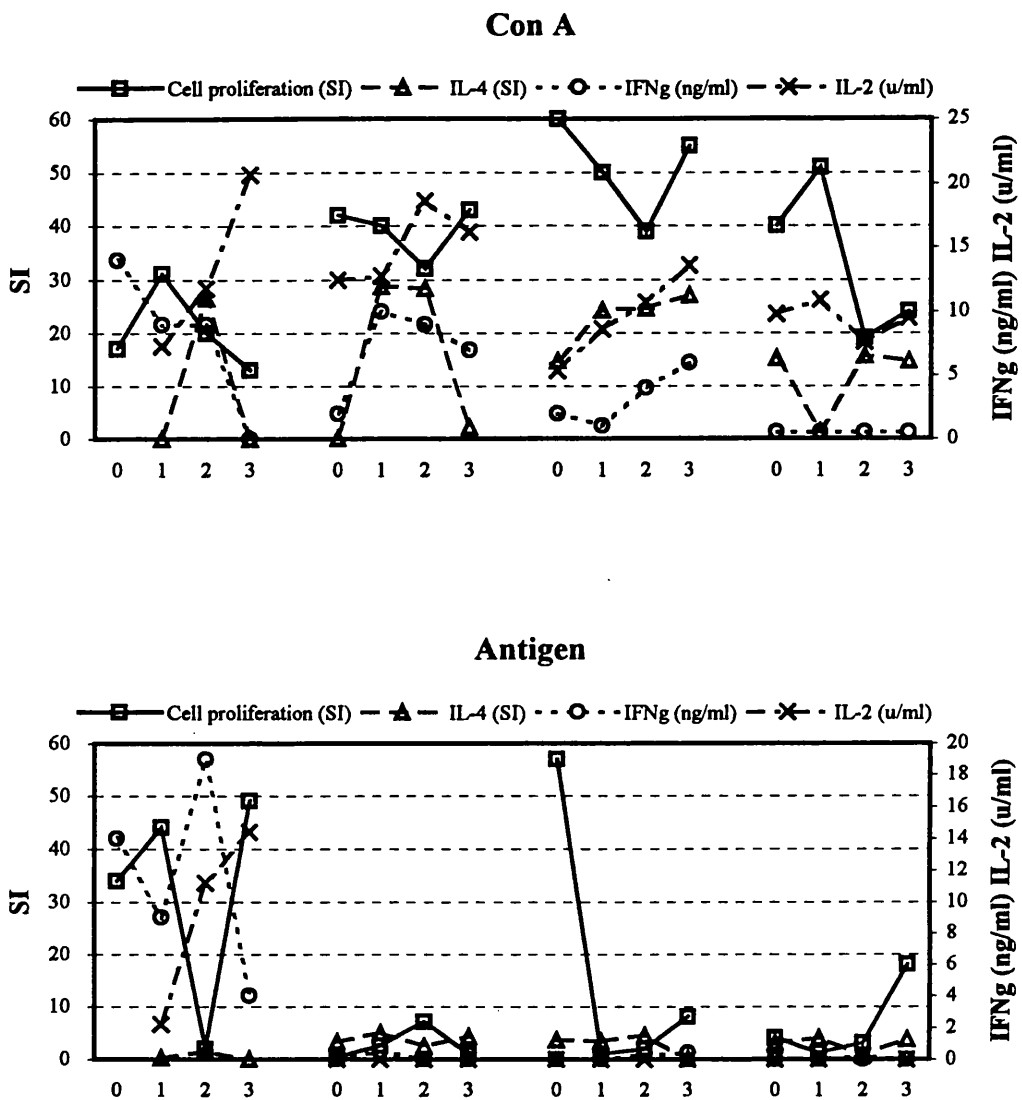 Con A
Cell proliferation (SI) IL-4 (SI) IFNg (ng/ml) IL-2 (u/ml)
60 25
50 20
40 15
30
20 10
10 5
0 0
SI
IFNg (ng/ml) IL-2 (u/ml)
0 1 2 3 0 1 2 3 0 1 2 3 0 1 2 3
Antigen
Cell proliferation (SI) IL-4 (SI) IFNg (ng/ml) IL-2 (u/ml)
60 20
18
50 16
14
40 12
30 10
8
20 6
10 4
2
0 0
SI
IFNg (ng/ml) IL-2 (u/ml)
0 1 2 3 0 1 2 3 0 1 2 3 0 1 2 3